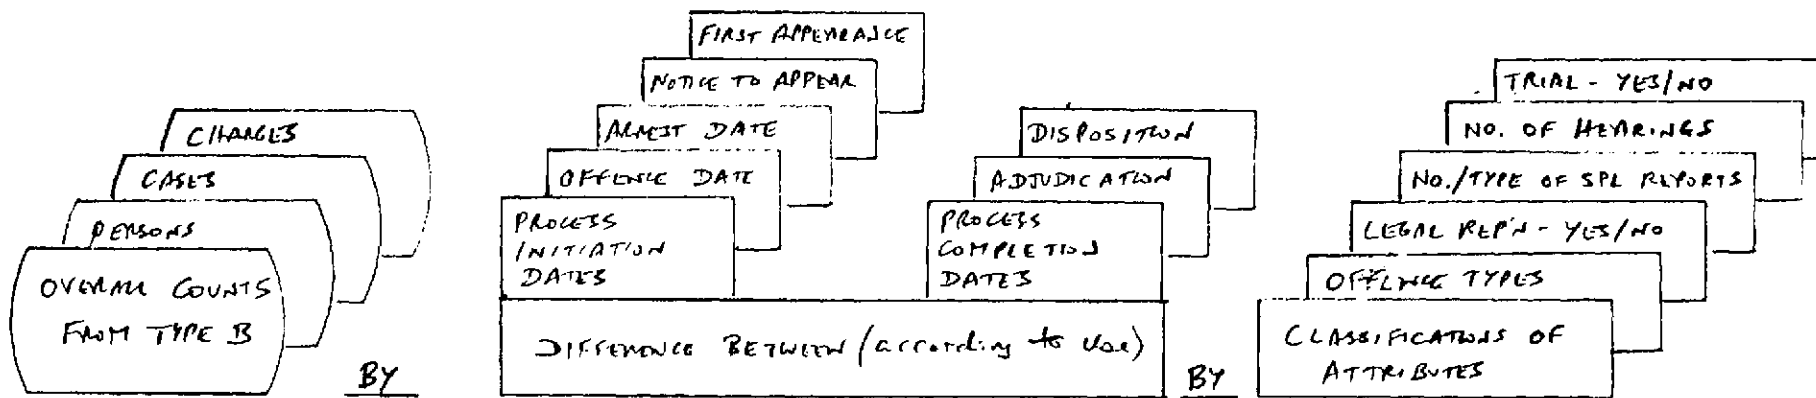 CHARGES
CASES
PERSONS
OVERALL COUNTS
FROM TYPE B
BY
FIRST APPEARANCE
NOTICE TO APPEAR
ARREST DATE
OFFENCE DATE
PROCESS
INITIATION
DATES
DISPOSITION
ADJUDICATION
PROCESS
COMPLETION
DATES
DIFFERENCE BETWEEN (according to Use)
BY
TRIAL - YES/NO
NO. OF HEARINGS
NO./TYPE OF SPL REPORTS
LEGAL REP'N - YES/NO
OFFENCE TYPES
CLASSIFICATIONS OF
ATTRIBUTES